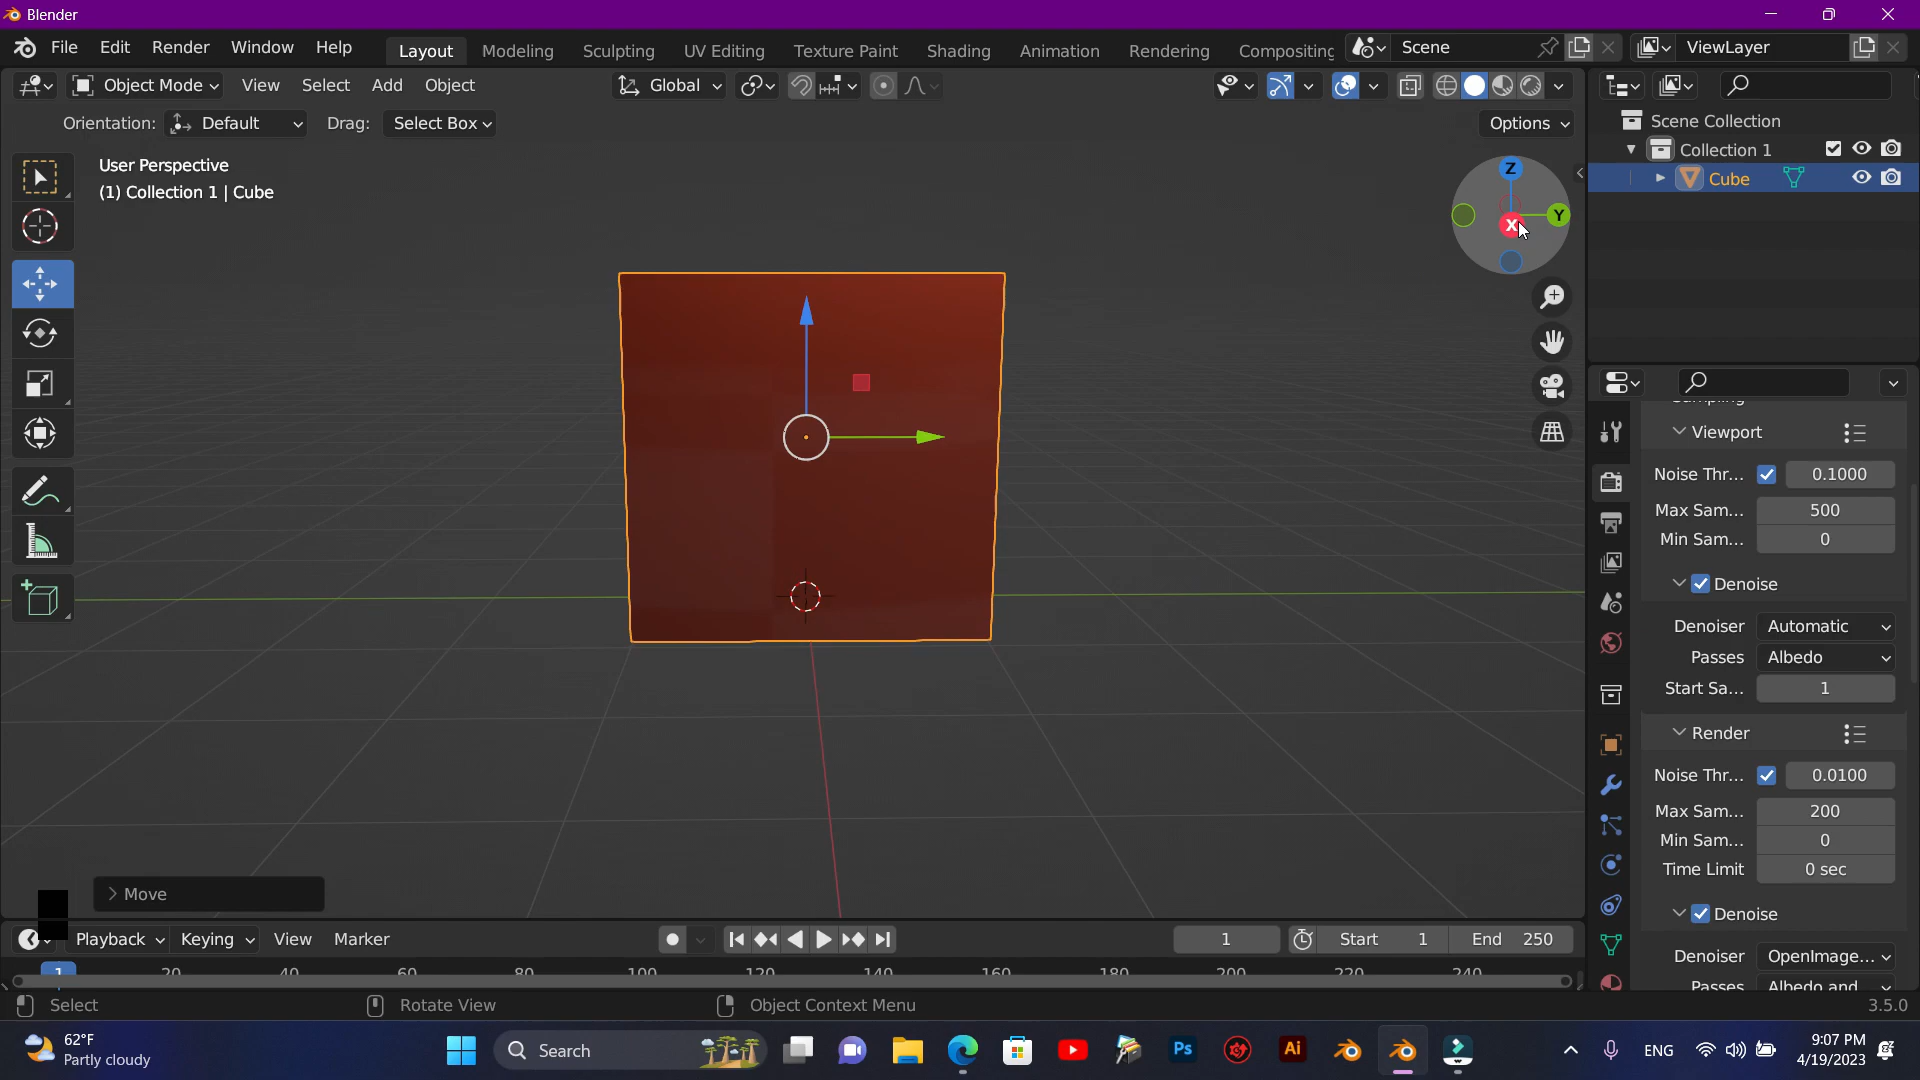 Blender
File Edit Render Window Help Layout Modeling Sculpting UV Editing Texture Paint Shading Animation Rendering Compositing Scene ViewLayer
Object Mode View Select Add Object Global
Orientation: Default Drag: Select Box Options
User Perspective
(1) Collection 1 | Cube
Z
Y
X
Scene Collection
Collection 1
Cube
Sampling
Viewport
Noise Thr... 0.1000
Max Sam... 500
Min Sam... 0
Denoise
Denoiser Automatic
Passes Albedo
Start Sa... 1
Render
Noise Thr... 0.0100
Max Sam... 200
Min Sam... 0
Time Limit 0 sec
Denoise
Denoiser OpenImage...
Passes Albedo and
Move
Playback Keying View Marker 1 Start 1 End 250
1 20 40 60 80 100 120 140 160 180 200 220 240
Select Rotate View Object Context Menu 3.5.0
62°F
Partly cloudy
Search
Ps
Ai
ENG
9:07 PM
4/19/2023